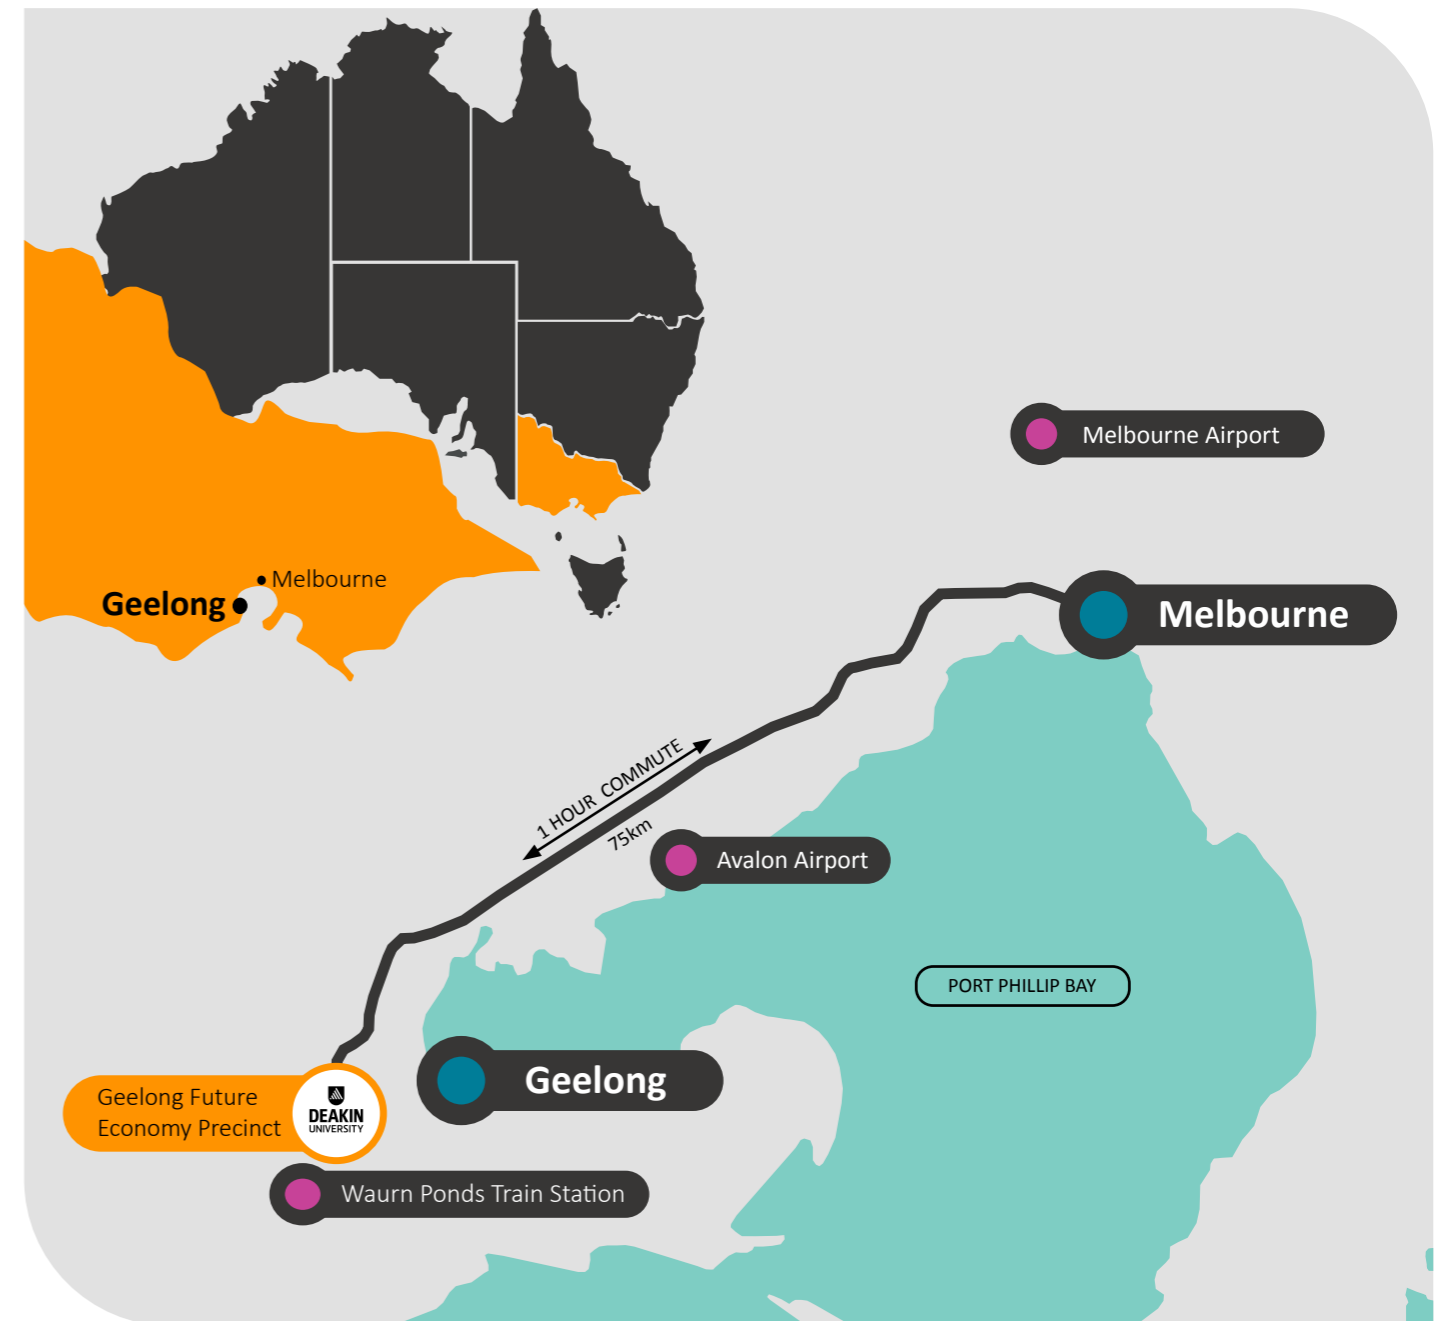 Melbourne Airport
Melbourne
Geelong
Melbourne
1 HOUR COMMUTE
75km
Avalon Airport
PORT PHILLIP BAY
Geelong
Geelong Future
Economy Precinct
DEAKIN
UNIVERSITY
Waurn Ponds Train Station